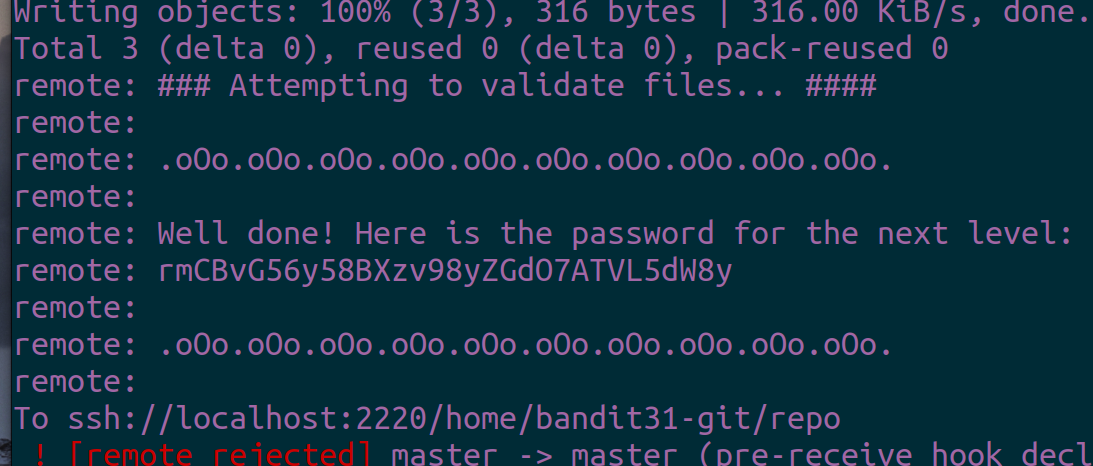 Writing objects: 100% (3/3), 316 bytes | 316.00 KiB/s, done.
Total 3 (delta 0), reused 0 (delta 0), pack-reused 0
remote: ### Attempting to validate files... ####
remote:
remote: .oOo.oOo.oOo.oOo.oOo.oOo.oOo.oOo.oOo.oOo.
remote:
remote: Well done! Here is the password for the next level:
remote: rmCBvG56y58BXzv98yZGdO7ATVL5dW8y
remote:
remote: .oOo.oOo.oOo.oOo.oOo.oOo.oOo.oOo.oOo.oOo.
remote:
To ssh://localhost:2220/home/bandit31-git/repo
! [remote rejected] master -> master (pre-receive hook decl